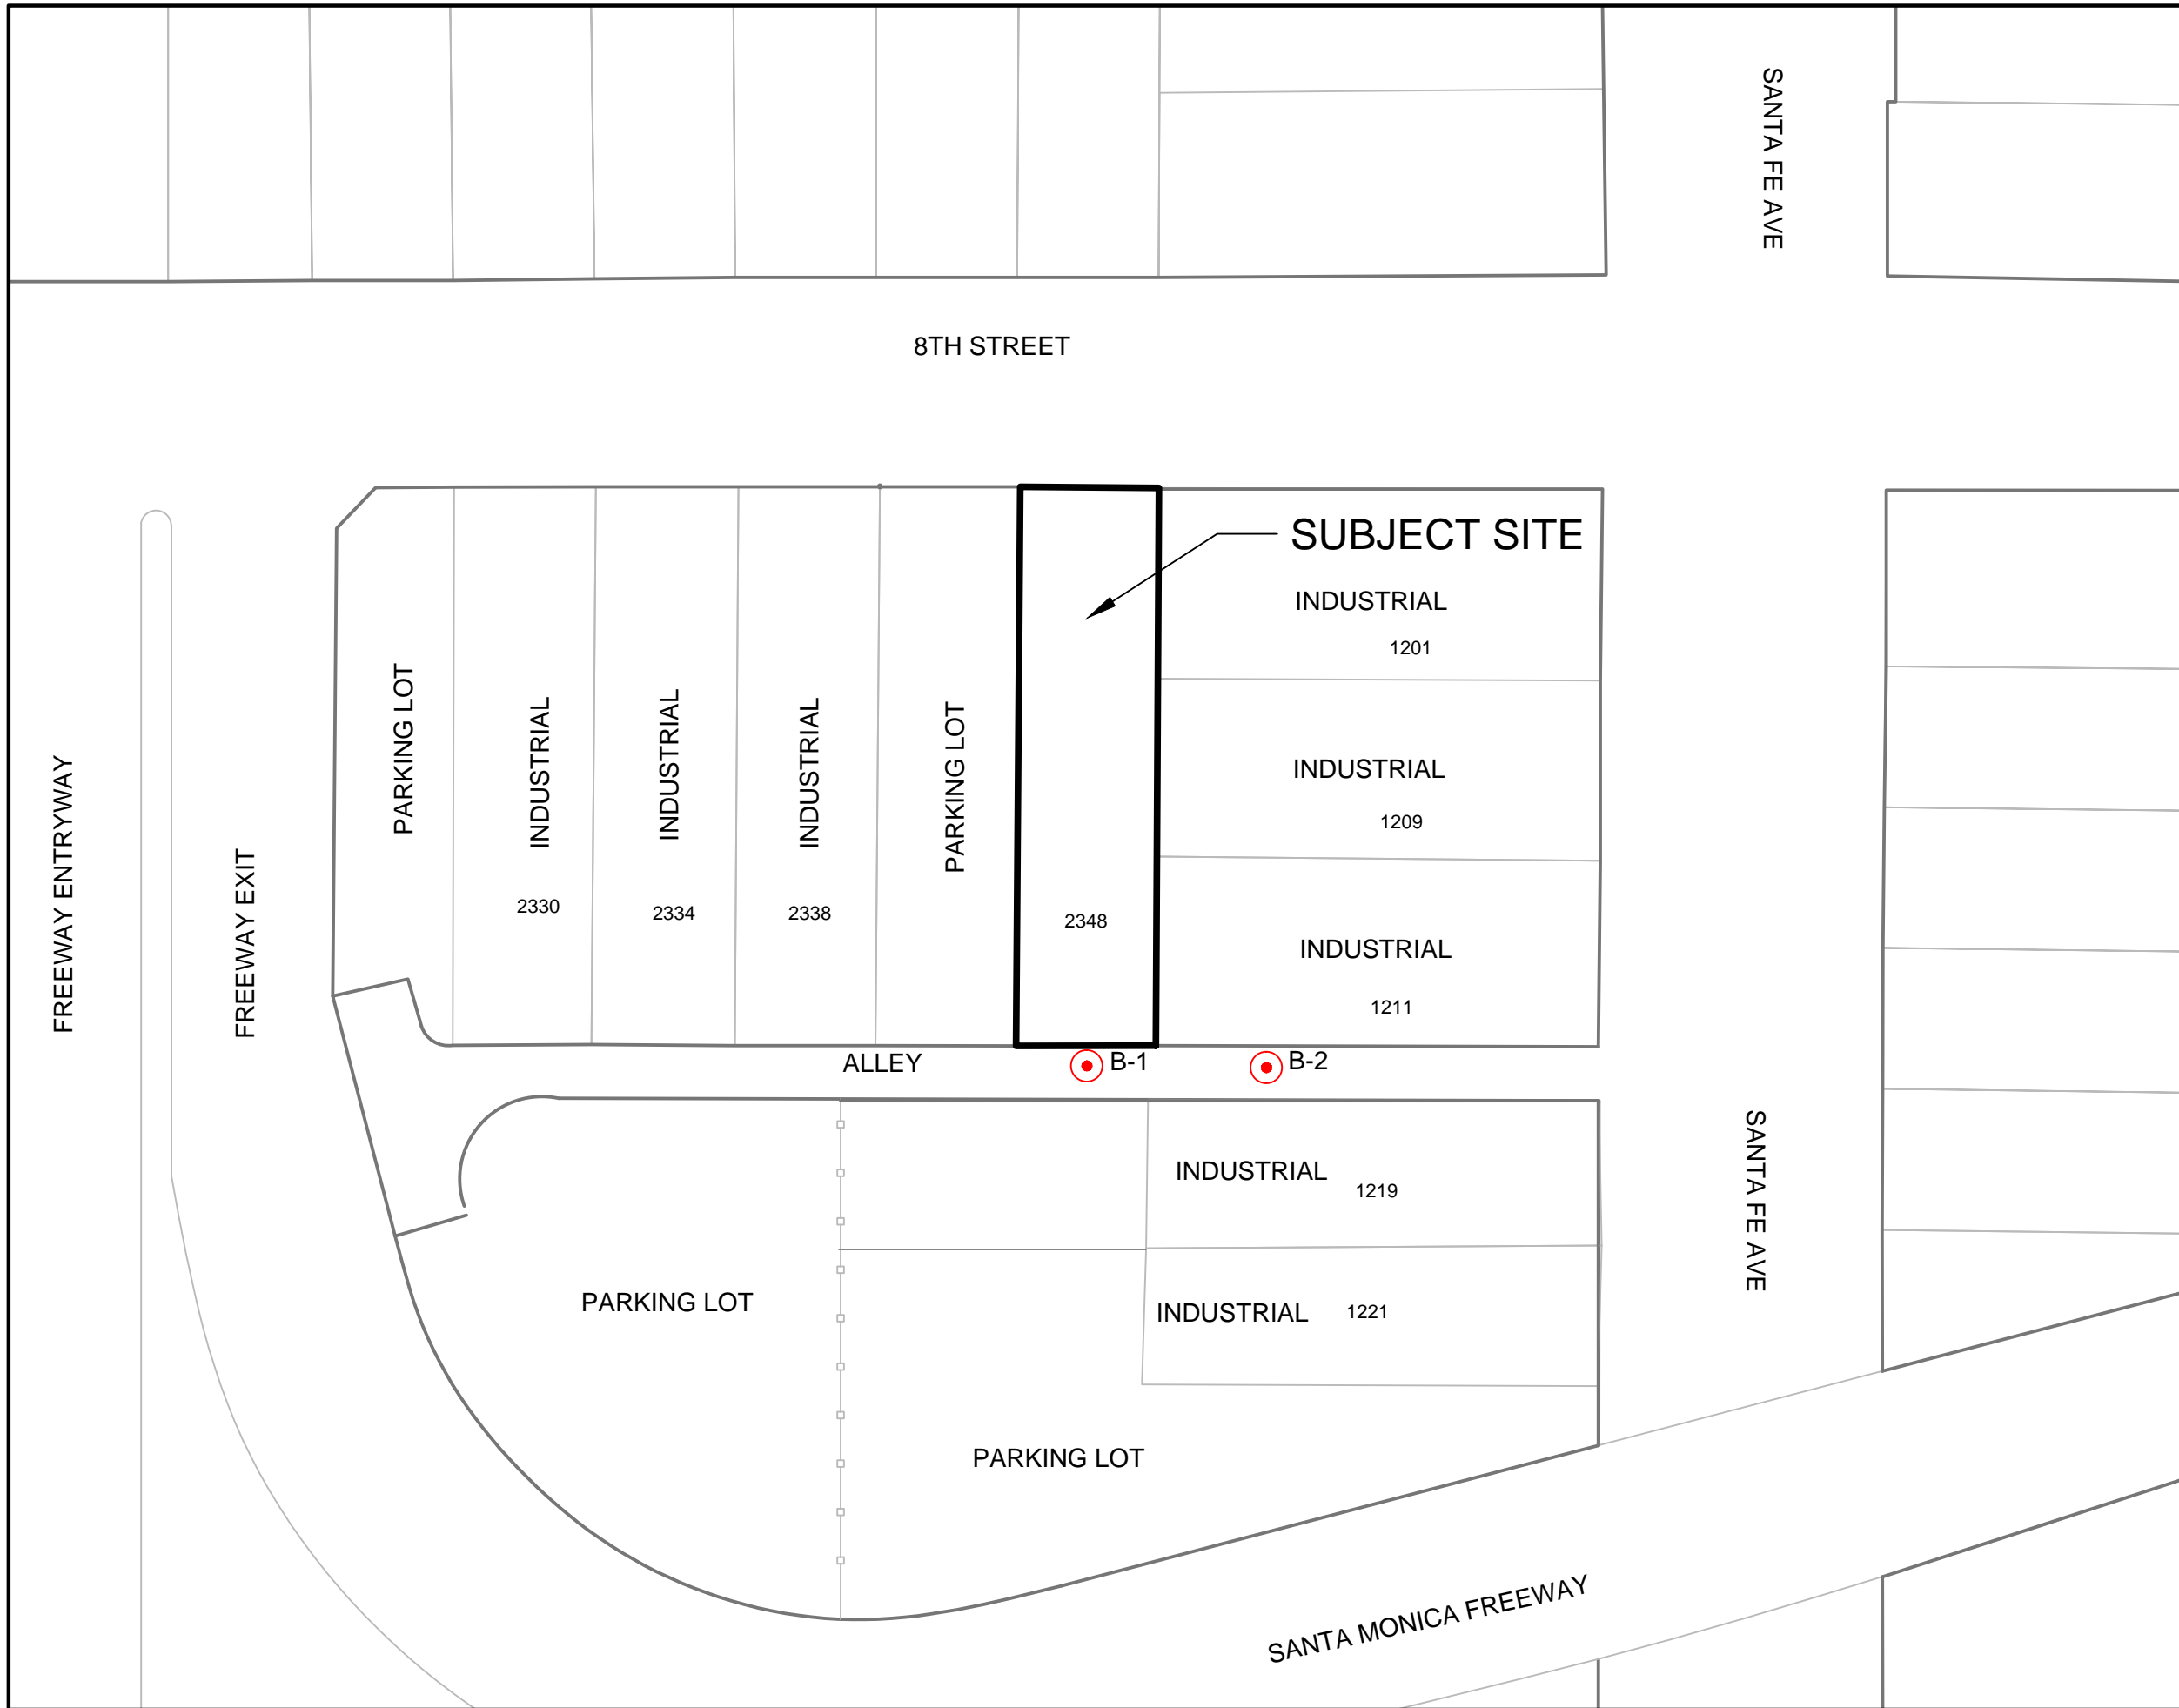 SANTA FE AVE
8TH STREET
SUBJECT SITE
INDUSTRIAL
1201
PARKING LOT
INDUSTRIAL
INDUSTRIAL
INDUSTRIAL
PARKING LOT
INDUSTRIAL
1209
FREEWAY ENTRYWAY
FREEWAY EXIT
2330
2334
2338
2348
INDUSTRIAL
1211
ALLEY
B-1
B-2
INDUSTRIAL
1219
SANTA FE AVE
PARKING LOT
INDUSTRIAL
1221
PARKING LOT
SANTA MONICA FREEWAY